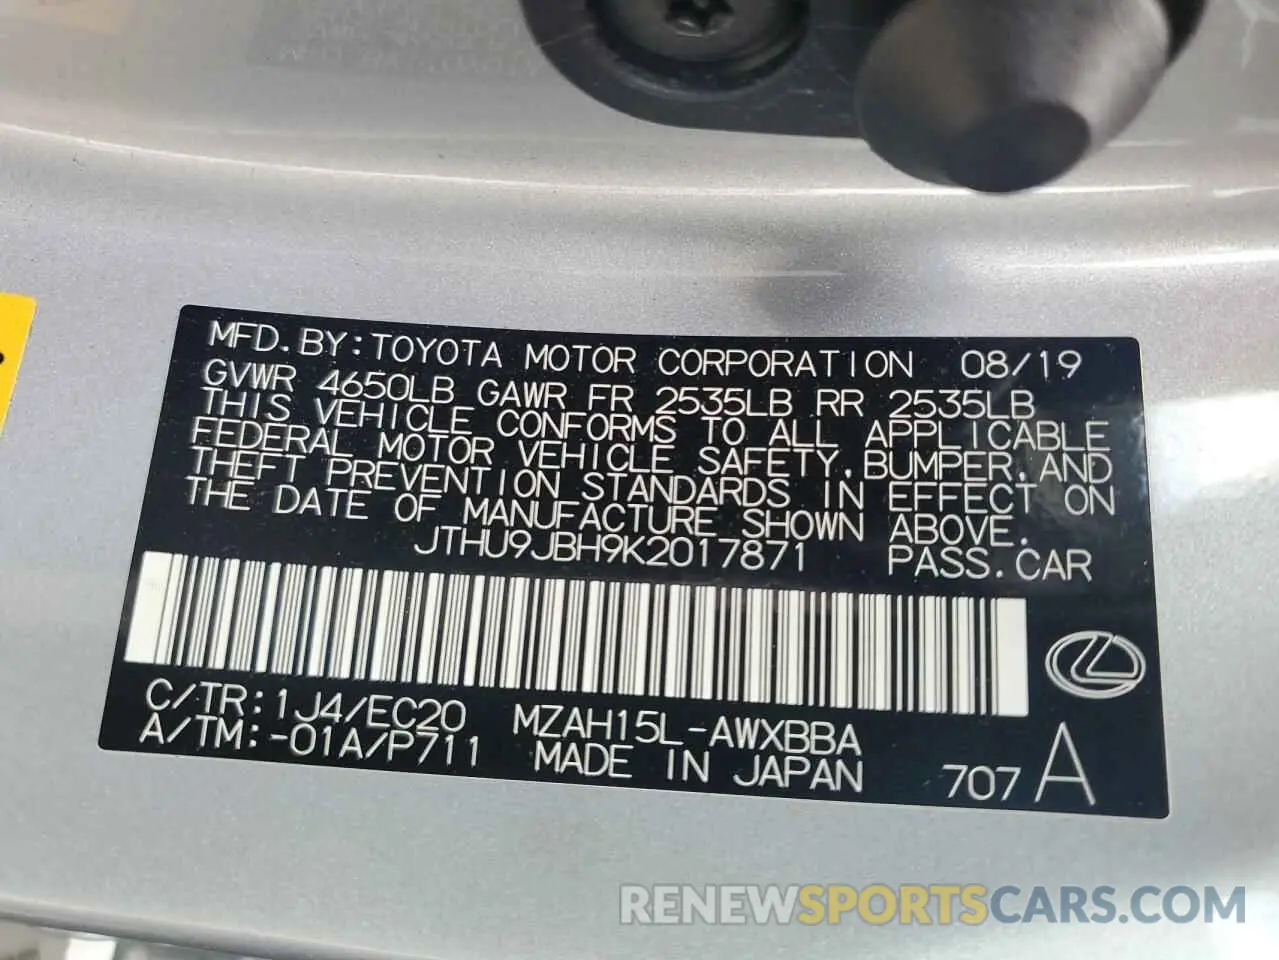 MFD.BY:TOYOTA MOTOR CORPORATION 08/19
GVWR 4650LB GAWR FR 2535LB RR 2535LB
THIS VEHICLE CONFORMS TO ALL APPLICABLE
FEDERAL MOTOR VEHICLE SAFETY,BUMPER,AND
THEFT PREVENTION STANDARDS IN EFFECT ON
THE DATE OF MANUFACTURE SHOWN ABOVE.
JTHU9JBH9K2017871 PASS.CAR
C/TR:1J4/EC20 MZAH15L-AWXBBA
A/TM:-01A/P711 MADE IN JAPAN 707 A
RENEWSPORTSCARS.COM